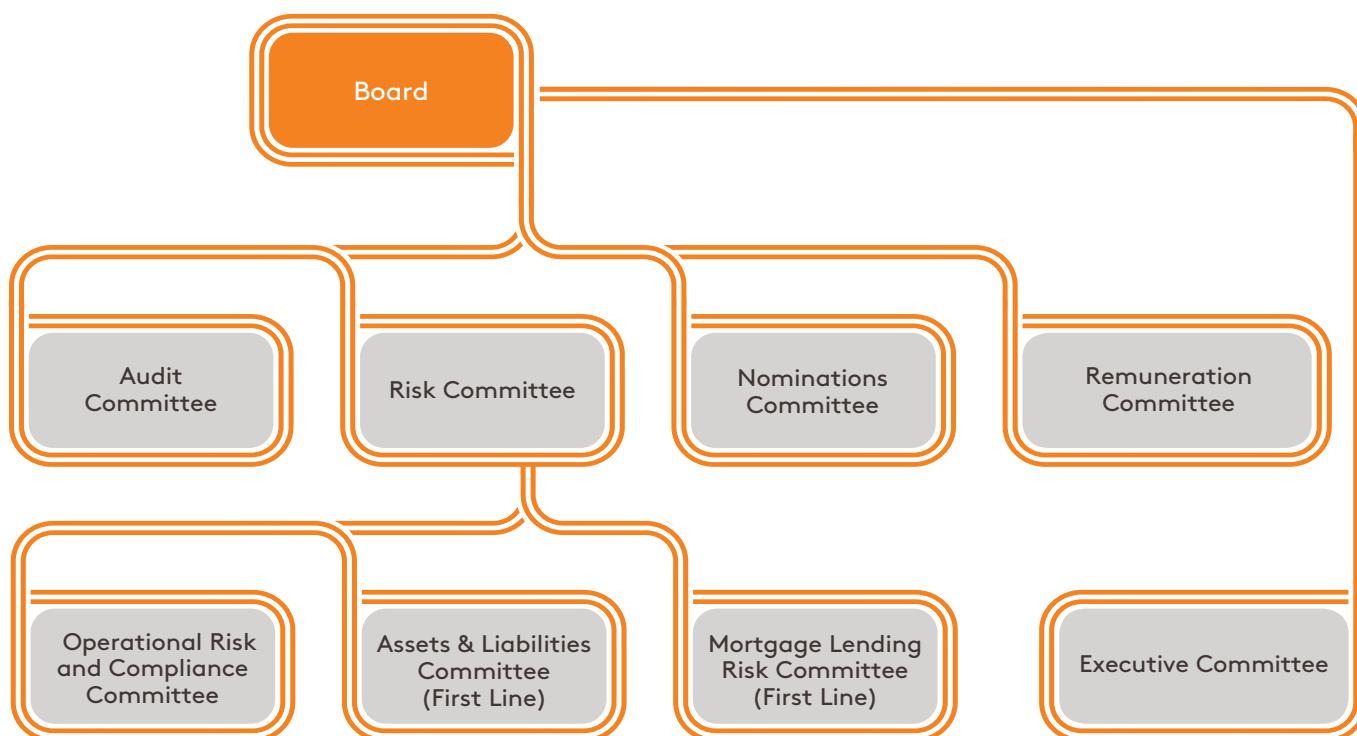 Board
Audit
Committee
Risk Committee
Nominations
Committee
Remuneration
Committee
Operational Risk
and Compliance
Committee
Assets & Liabilities
Committee
(First Line)
Mortgage Lending
Risk Committee
(First Line)
Executive Committee